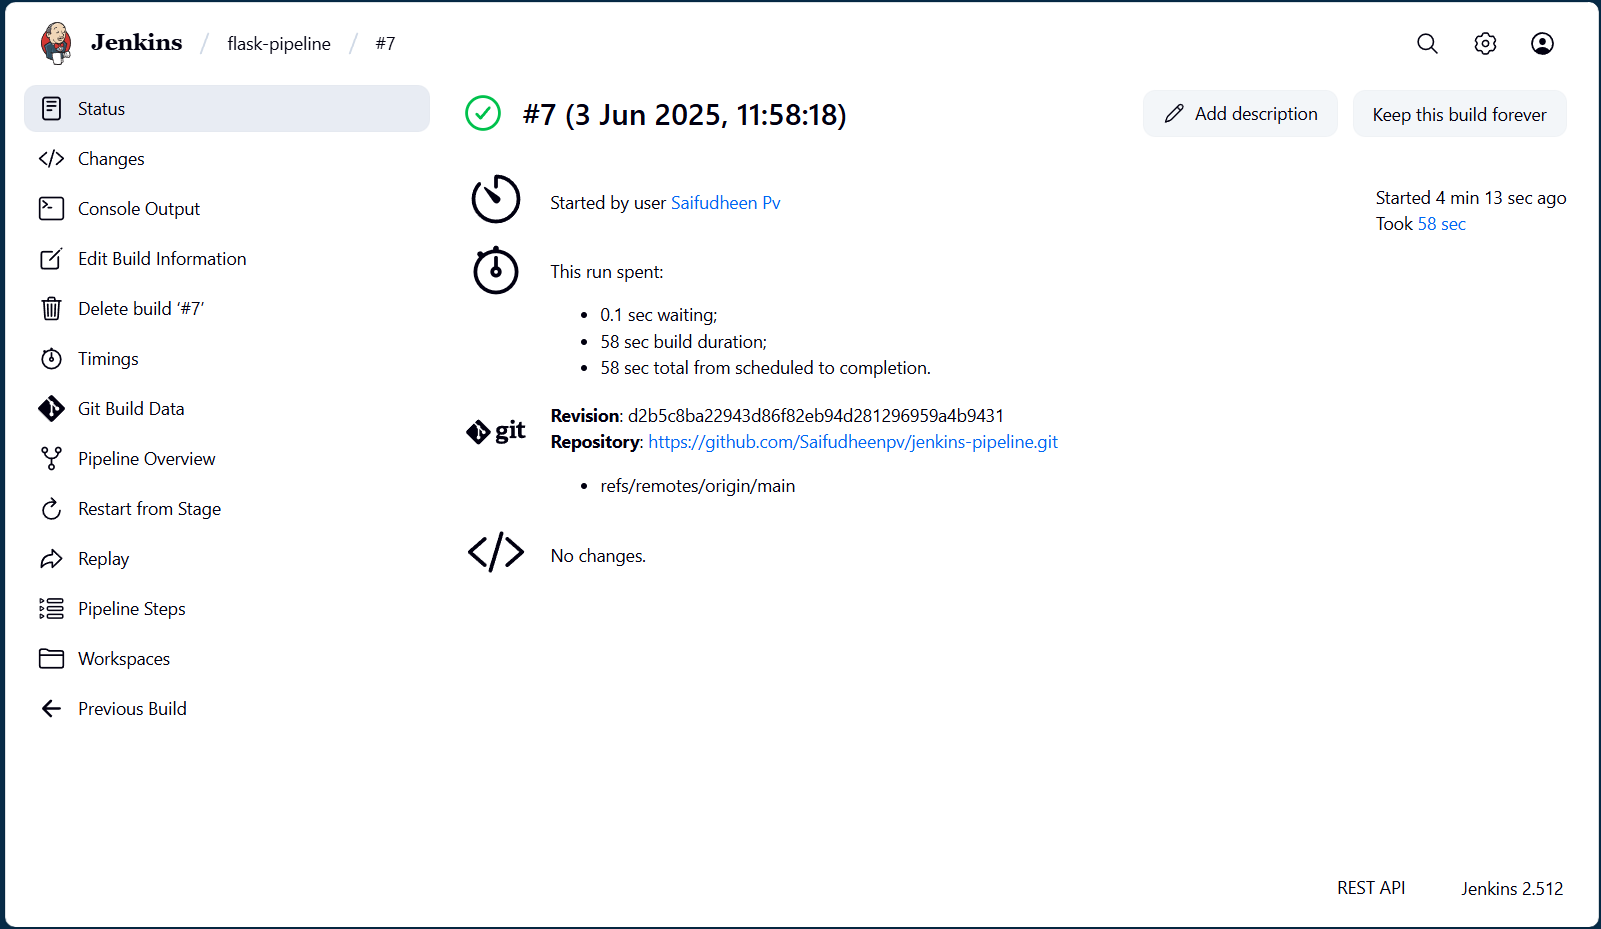 Jenkins / flask-pipeline / #7
Status
Changes
Console Output
Edit Build Information
Delete build ‘#7’
Timings
Git Build Data
Pipeline Overview
Restart from Stage
Replay
Pipeline Steps
Workspaces
Previous Build
#7 (3 Jun 2025, 11:58:18)
Add description
Keep this build forever
Started by user Saifudheen Pv
Started 4 min 13 sec ago
Took 58 sec
This run spent:
• 0.1 sec waiting;
• 58 sec build duration;
• 58 sec total from scheduled to completion.
git
Revision: d2b5c8ba22943d86f82eb94d281296959a4b9431
Repository: https://github.com/Saifudheenpv/jenkins-pipeline.git
• refs/remotes/origin/main
No changes.
REST API
Jenkins 2.512